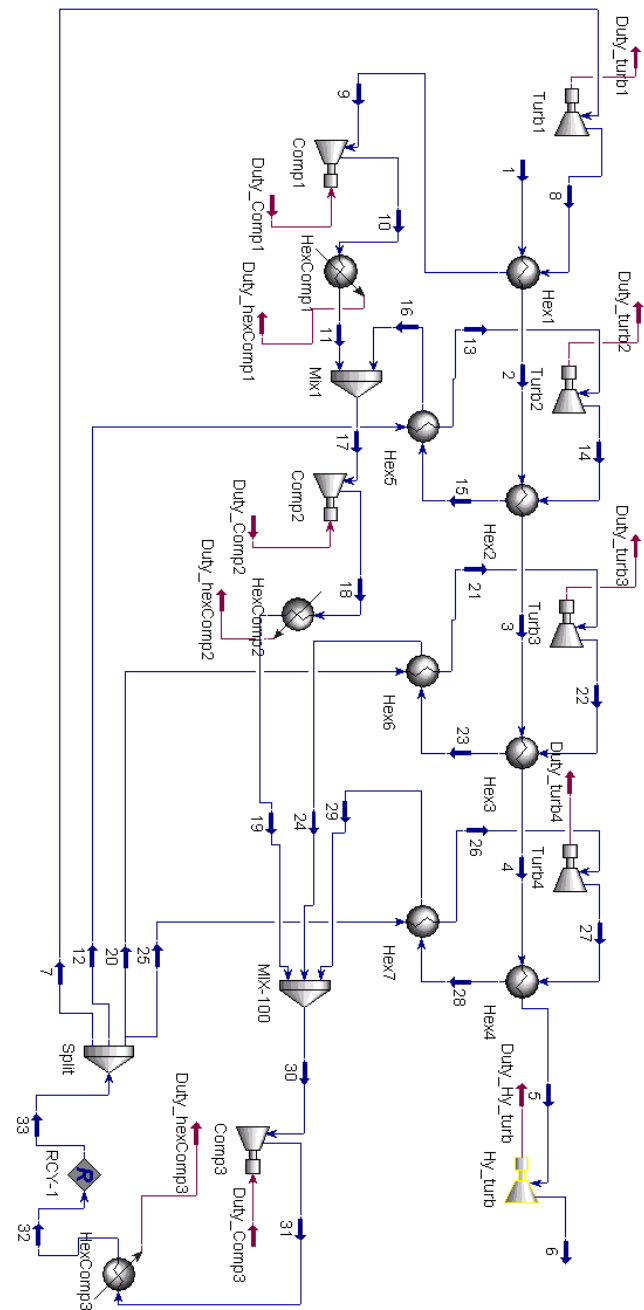 Duty_turb1
Duty_turb2
Duty_turb3
Duty_turb4
Duty_Hy_turb
Turb1
8
Turb2
14
Turb3
22
Turb4
27
5
Hy_turb
6
1
Hex1
2
Hex2
3
Hex3
4
Hex4
13
15
21
23
26
28
9
10
16
Hex5
Hex6
Hex7
Comp1
11
17
18
24
29
Duty_Comp1
HexComp1
Mix1
Comp2
HexComp2
19
MIX-100
30
Duty_hexComp1
Duty_Comp2
Duty_hexComp2
Comp3
31
Duty_Comp3
25
20
12
7
Split
Duty_hexComp3
33
RCY-1
32
HexComp3
R